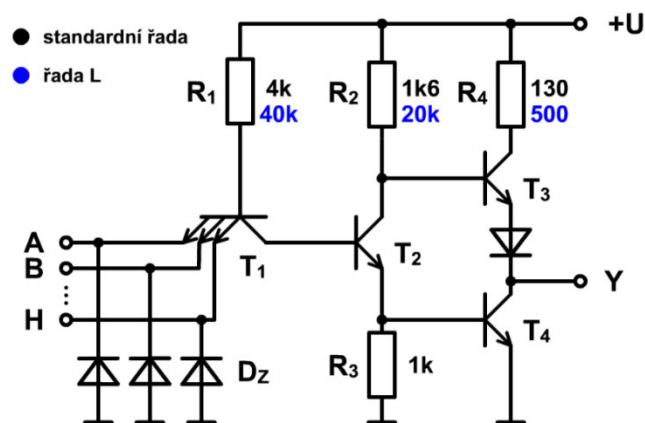 standardní řada
řada L
+U
R1
4k
40k
R2
1k6
20k
R4
130
500
T3
A
B
H
T1
T2
Y
T4
DZ
R3
1k